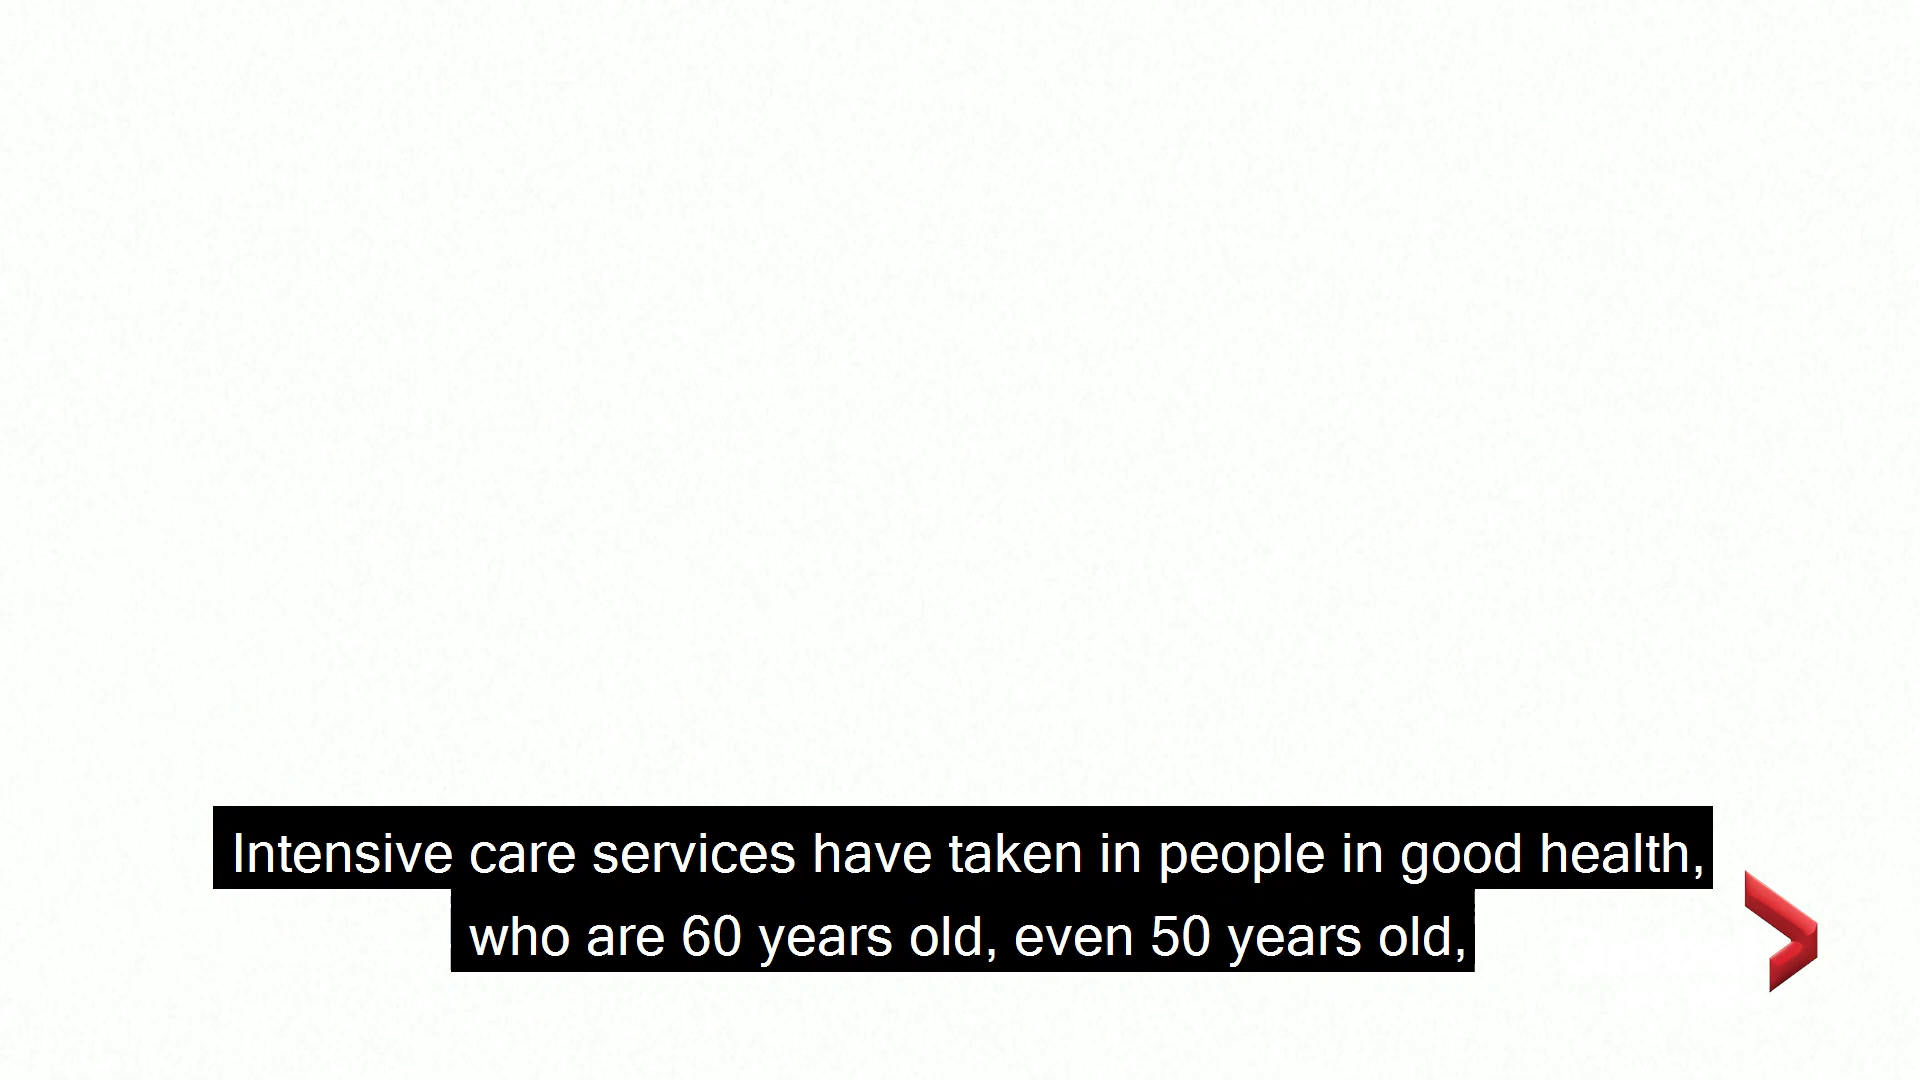 Intensive care services have taken in people in good health,
who are 60 years old, even 50 years old,